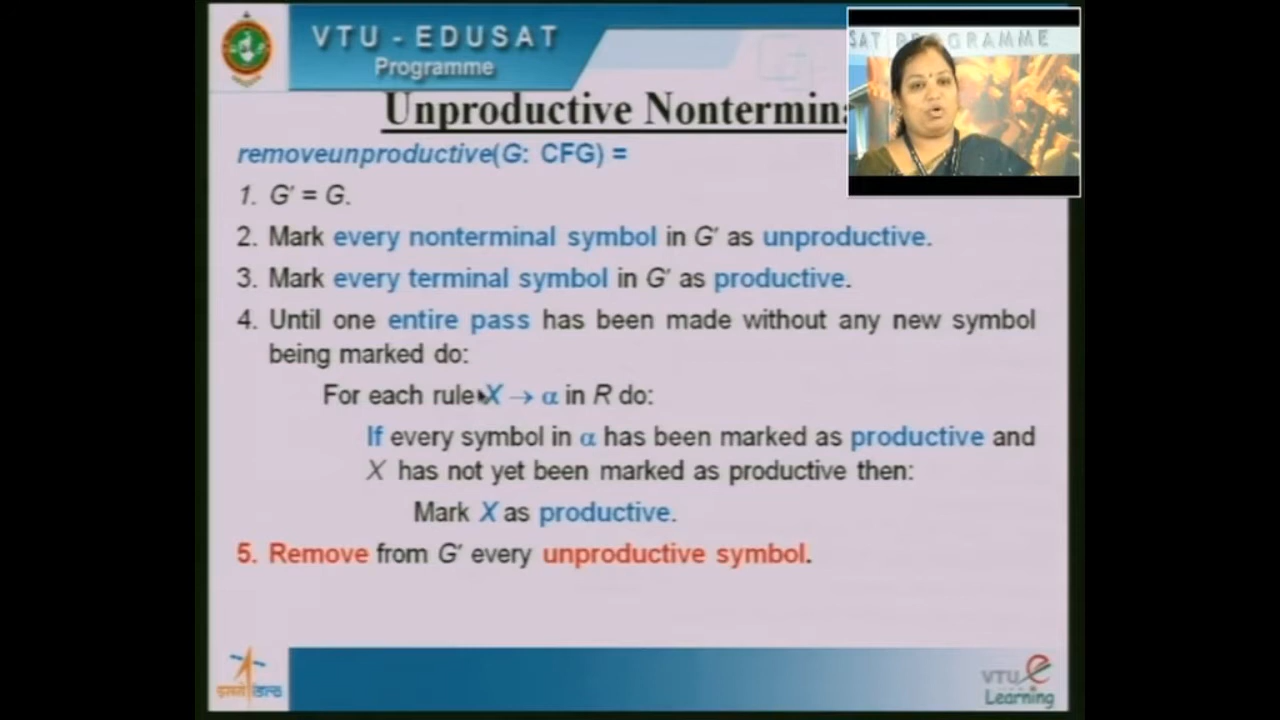 VTU - EDUSAT
Programme
SAT PROGRAMME
Unproductive Nontermin
removeunproductive(G: CFG) =
1. G′ = G.
2. Mark every nonterminal symbol in G′ as unproductive.
3. Mark every terminal symbol in G′ as productive.
4. Until one entire pass has been made without any new symbol
being marked do:
For each rule X → α in R do:
If every symbol in α has been marked as productive and
X has not yet been marked as productive then:
Mark X as productive.
5. Remove from G′ every unproductive symbol.
इसरो isro
VTU e
Learning